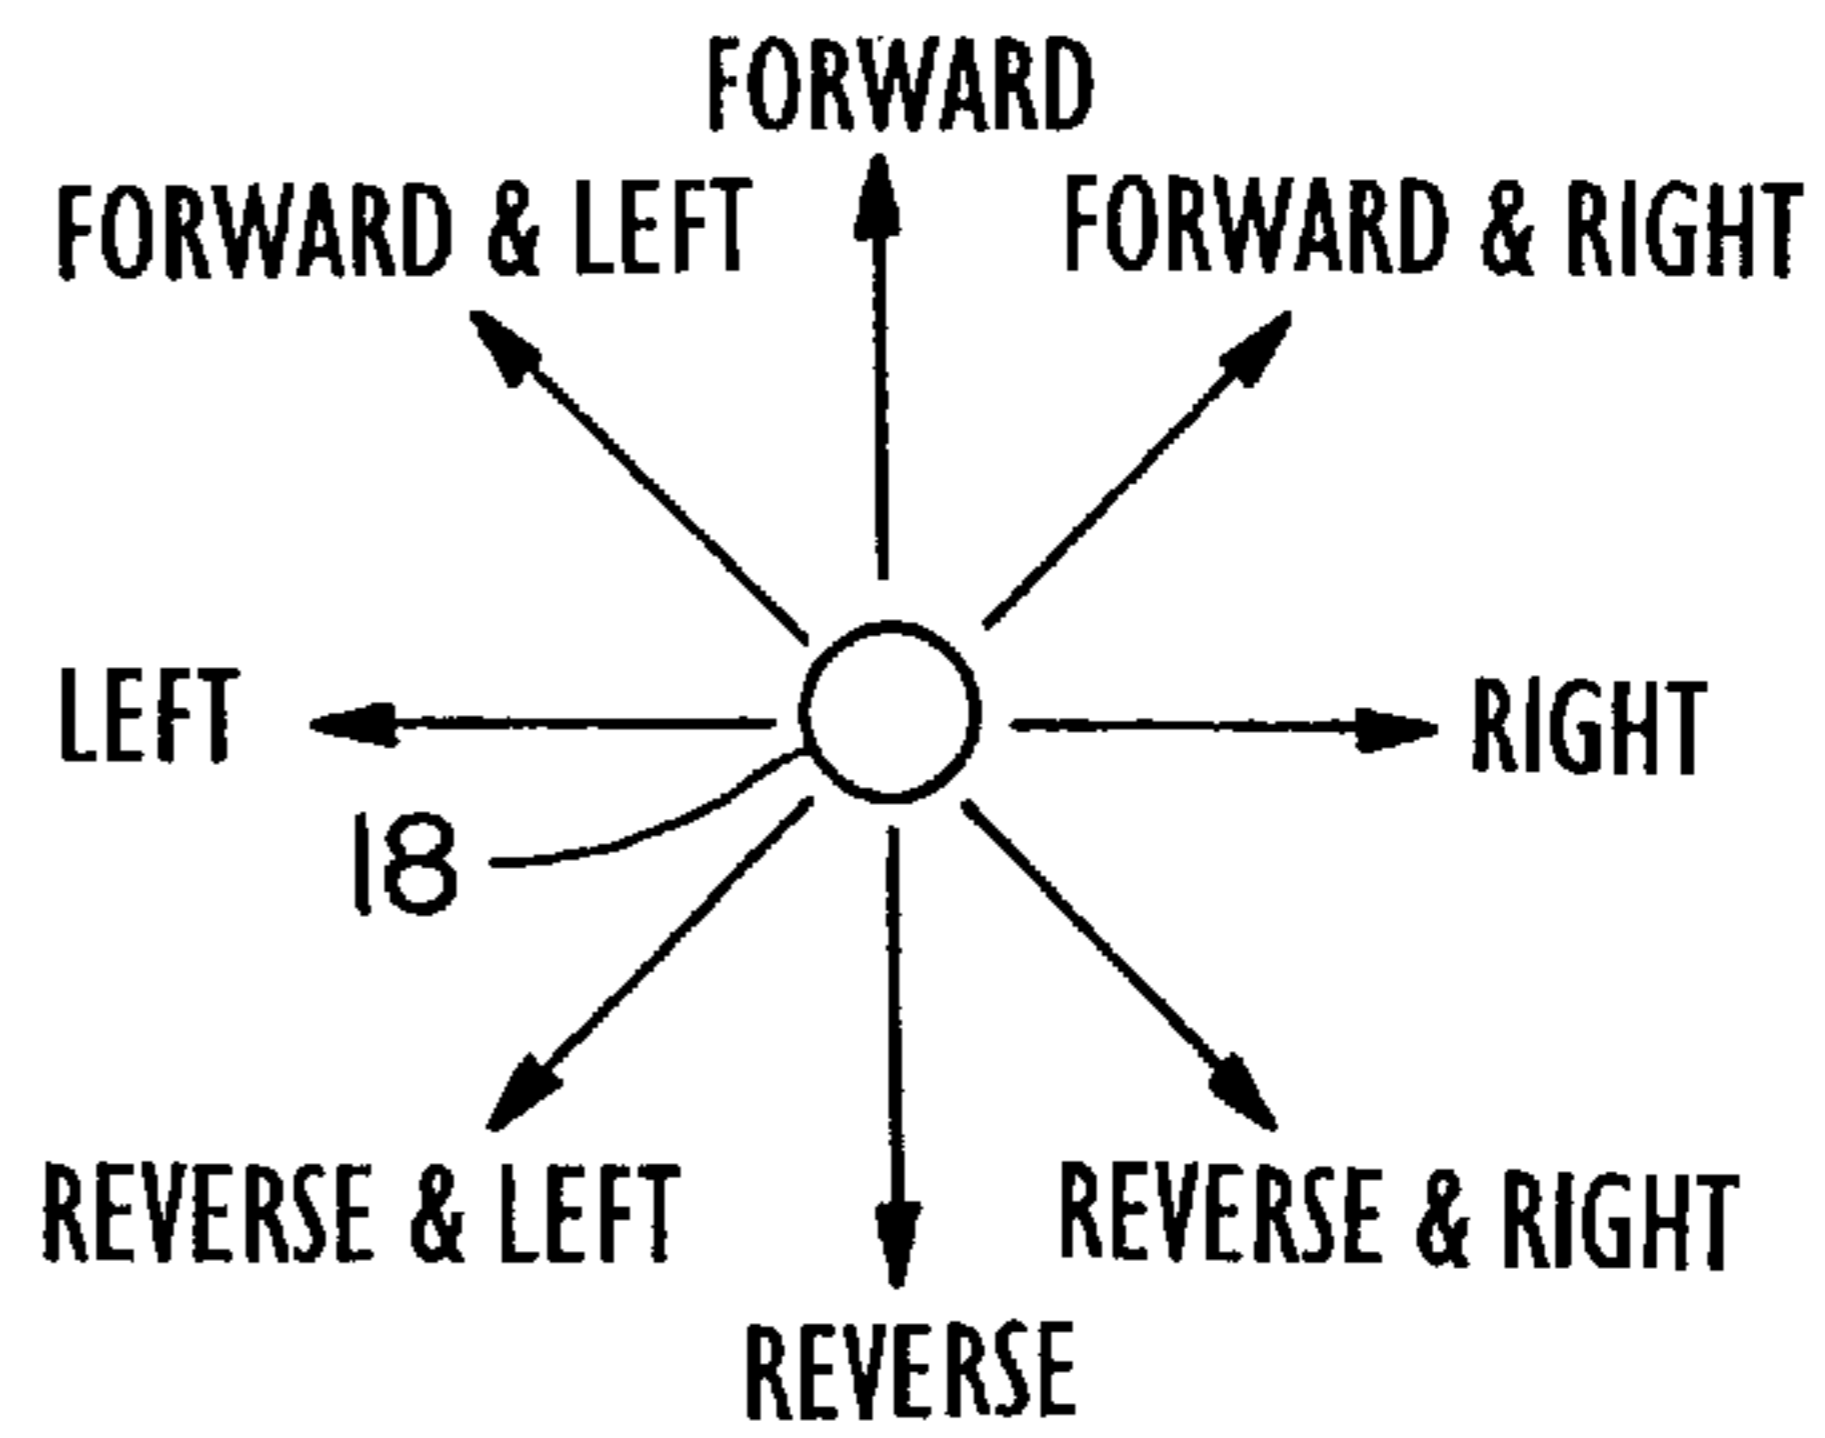 FORWARD
FORWARD & LEFT
FORWARD & RIGHT
LEFT
RIGHT
18
REVERSE & LEFT
REVERSE & RIGHT
REVERSE